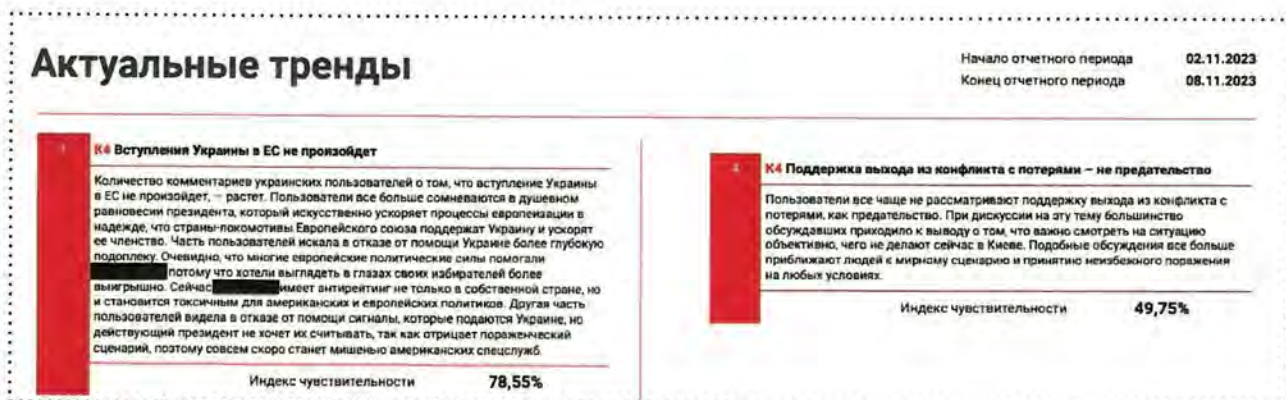 Актуальные тренды
Начало отчетного периода 02.11.2023
Конец отчетного периода 08.11.2023
К4 Вступления Украины в ЕС не произойдет
Количество комментариев украинских пользователей о том, что вступление Украины
в ЕС не произойдет, – растет. Пользователи все больше сомневаются в душевном
равновесии президента, который искусственно ускоряет процессы европеизации в
надежде, что страны-локомотивы Европейского союза поддержат Украину и ускорят
ее членство. Часть пользователей искала в отказе от помощи Украине более глубокую
подоплеку. Очевидно, что многие европейские политические силы помогали
потому что хотели выглядеть в глазах своих избирателей более
выигрышно. Сейчас имеет антирейтинг не только в собственной стране, но
и становится токсичным для американских и европейских политиков. Другая часть
пользователей видела в отказе от помощи сигналы, которые подаются Украине, но
действующий президент не хочет их считывать, так как отрицает пораженческий
сценарий, поэтому совсем скоро станет мишенью американских спецслужб.
Индекс чувствительности 78,55%
К4 Поддержка выхода из конфликта с потерями – не предательство
Пользователи все чаще не рассматривают поддержку выхода из конфликта с
потерями, как предательство. При дискуссии на эту тему большинство
обсуждавших приходило к выводу о том, что важно смотреть на ситуацию
объективно, чего не делают сейчас в Киеве. Подобные обсуждения все больше
приближают людей к мирному сценарию и принятию неизбежного поражения
на любых условиях.
Индекс чувствительности 49,75%